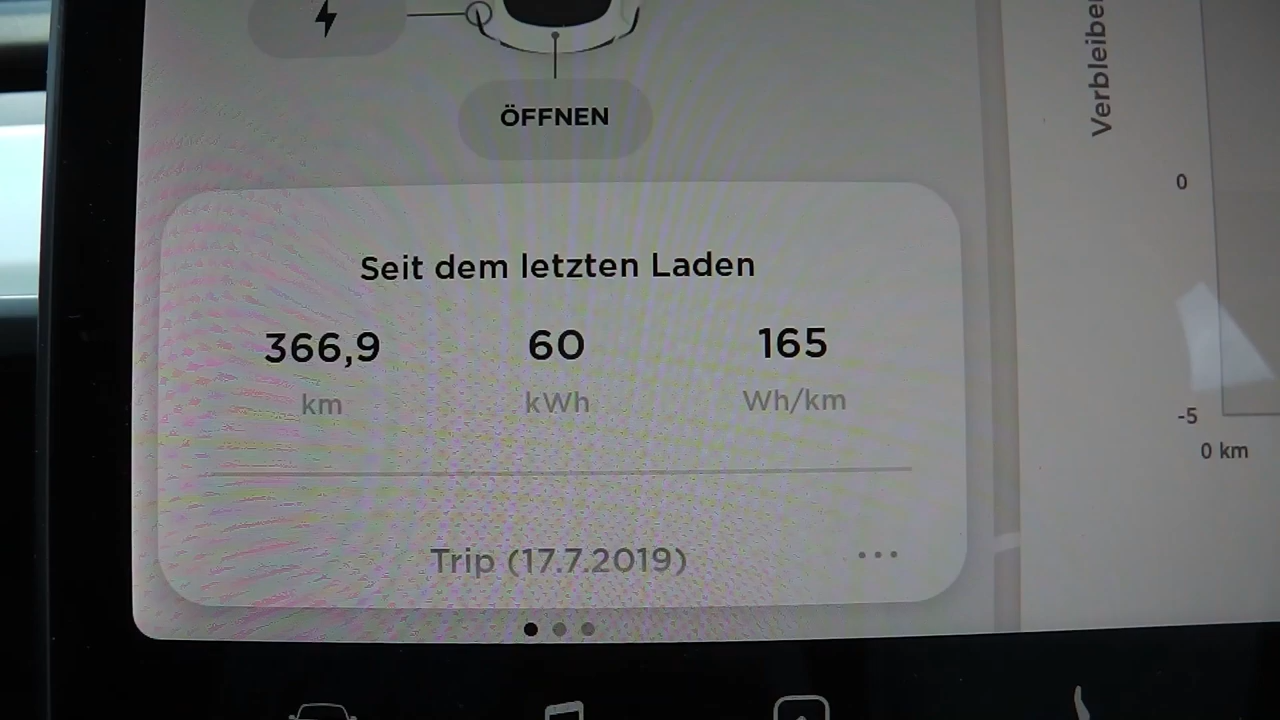 ÖFFNEN
Seit dem letzten Laden
366,9 60 165
km kWh Wh/km
Trip (17.7.2019)
0
-5
0 km